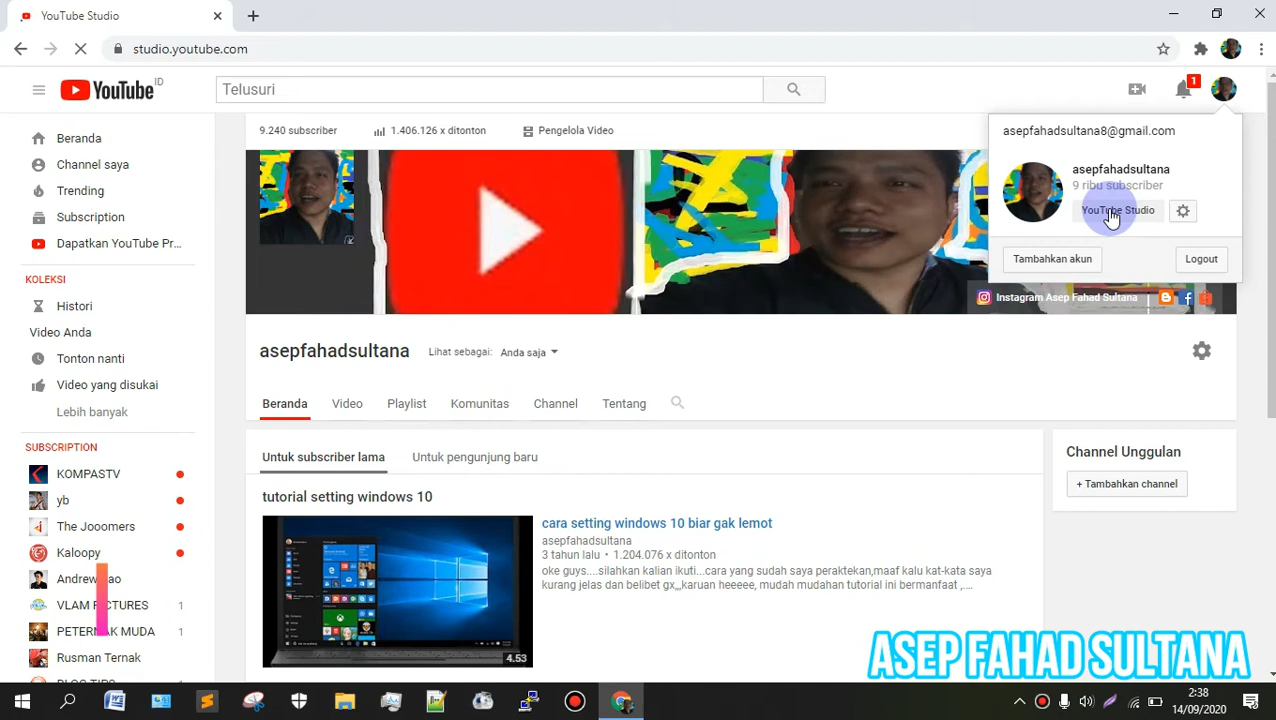 YouTube Studio
studio.youtube.com
YouTube ID
Telusuri
1
9.240 subscriber
1.406.126 x ditonton
Pengelola Video
asepfahadsultana8@gmail.com
asepfahadsultana
9 ribu subscriber
YouTube Studio
Tambahkan akun
Logout
Instagram Asep Fahad Sultana
Beranda
Channel saya
Trending
Subscription
Dapatkan YouTube Pr...
KOLEKSI
Histori
Video Anda
Tonton nanti
Video yang disukai
Lebih banyak
SUBSCRIPTION
KOMPASTV
yb
The Jooomers
Kaloopy
VLAM PICTURES 1
PETERNAK MUDA 1
Rusman Ternak
BLOG TIPS 1
asepfahadsultana
Lihat sebagai: Anda saja
Beranda Video Playlist Komunitas Channel Tentang
Untuk subscriber lama
Untuk pengunjung baru
tutorial setting windows 10
cara setting windows 10 biar gak lemot
asepfahadsultana
3 tahun lalu • 1.204.076 x ditonton
oke guys....silahkan kalian ikuti...cara yang sudah saya peraktekan,maaf kalu kat-kata saya
kurang jelas dan belibet gx,,,karuan heheee, mudah mudahan tutorial ini bermanfaat ,....
4.53
Channel Unggulan
+ Tambahkan channel
ASEP FAHAD SULTANA
2:38
14/09/2020